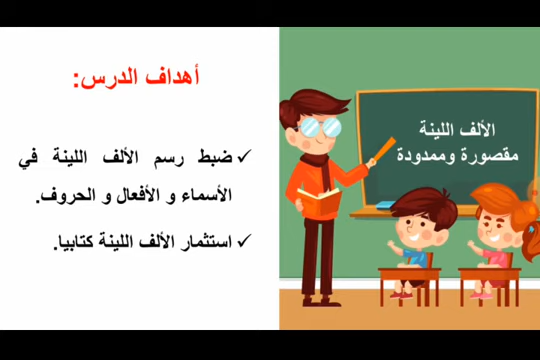 أهداف الدرس:
✓ ضبط رسم الألف اللينة في
الأسماء و الأفعال و الحروف.
✓ استثمار الألف اللينة كتابيا.
الألف اللينة
مقصورة وممدودة